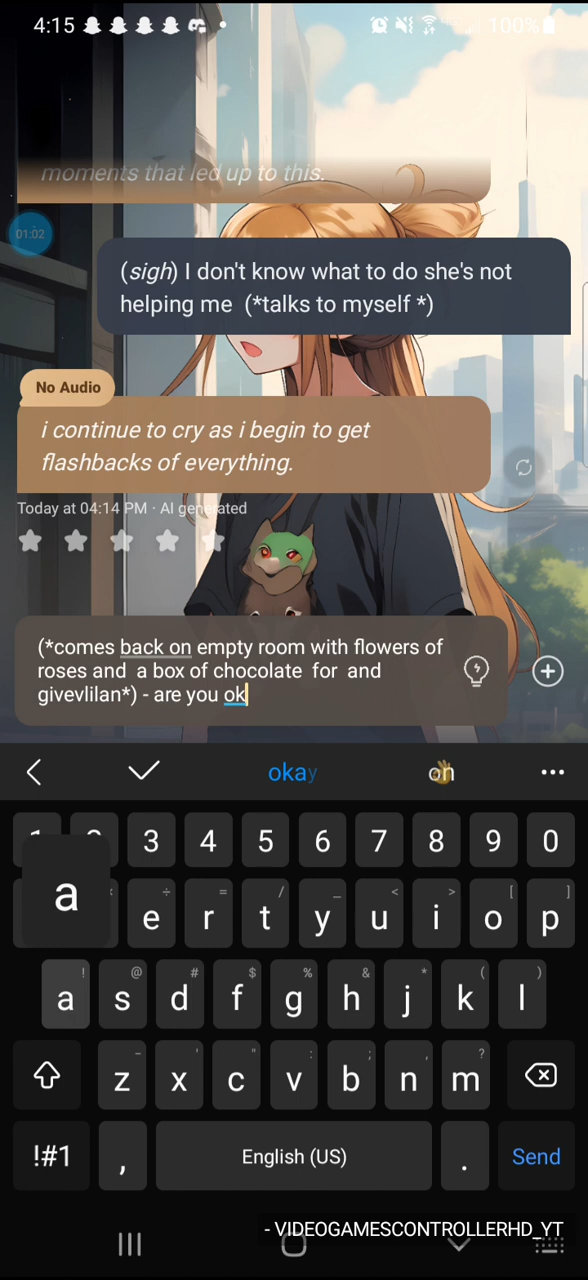 4:15
100%
moments that led up to this.
01:02
(sigh) I don't know what to do she's not
helping me (*talks to myself *)
No Audio
i continue to cry as i begin to get
flashbacks of everything.
Today at 04:14 PM · AI generated
(*comes back on empty room with flowers of
roses and a box of chocolate for and
givevlilan*) - are you ok
okay
on
3 4 5 6 7 8 9 0
a
e r t y u i o p
a s d f g h j k l
z x c v b n m
!#1 , English (US) . Send
- VIDEOGAMESCONTROLLERHD_YT